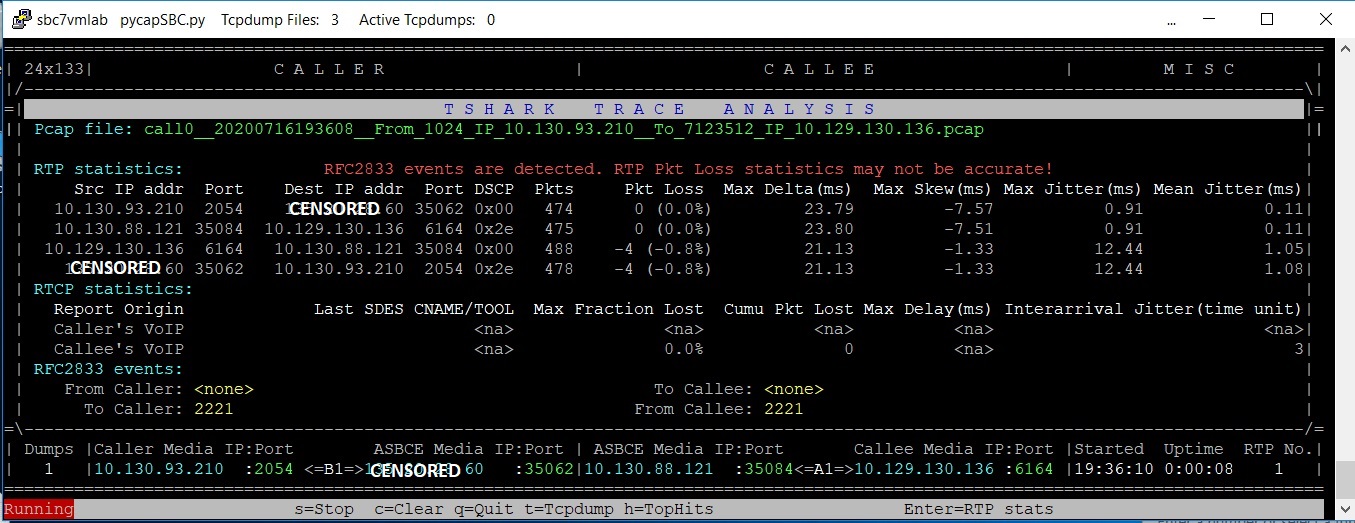 sbc7vmlab pycapSBC.py Tcpdump Files: 3 Active Tcpdumps: 0 ...
24x133| C A L L E R | C A L L E E | M I S C
T S H A R K T R A C E A N A L Y S I S
Pcap file: call0__20200716193608__From_1024_IP_10.130.93.210__To_7123512_IP_10.129.130.136.pcap
RTP statistics: RFC2833 events are detected. RTP Pkt Loss statistics may not be accurate!
Src IP addr Port Dest IP addr Port DSCP Pkts Pkt Loss Max Delta(ms) Max Skew(ms) Max Jitter(ms) Mean Jitter(ms)
10.130.93.210 2054 CENSORED 60 35062 0x00 474 0 (0.0%) 23.79 -7.57 0.91 0.11
10.130.88.121 35084 10.129.130.136 6164 0x2e 475 0 (0.0%) 23.80 -7.51 0.91 0.11
10.129.130.136 6164 10.130.88.121 35084 0x00 488 -4 (-0.8%) 21.13 -1.33 12.44 1.05
CENSORED .60 35062 10.130.93.210 2054 0x2e 478 -4 (-0.8%) 21.13 -1.33 12.44 1.08
RTCP statistics:
Report Origin Last SDES CNAME/TOOL Max Fraction Lost Cumu Pkt Lost Max Delay(ms) Interarrival Jitter(time unit)
Caller's VoIP <na> <na> <na> <na> <na>
Callee's VoIP <na> 0.0% 0 <na> 3
RFC2833 events:
From Caller: <none> To Callee: <none>
To Caller: 2221 From Callee: 2221
Dumps |Caller Media IP:Port ASBCE Media IP:Port | ASBCE Media IP:Port Callee Media IP:Port |Started Uptime RTP No.|
1 |10.130.93.210 :2054 <=B1=> CENSORED 60 :35062|10.130.88.121 :35084<=A1=>10.129.130.136 :6164 |19:36:10 0:00:08 1 |
Running s=Stop c=Clear q=Quit t=Tcpdump h=TopHits Enter=RTP stats